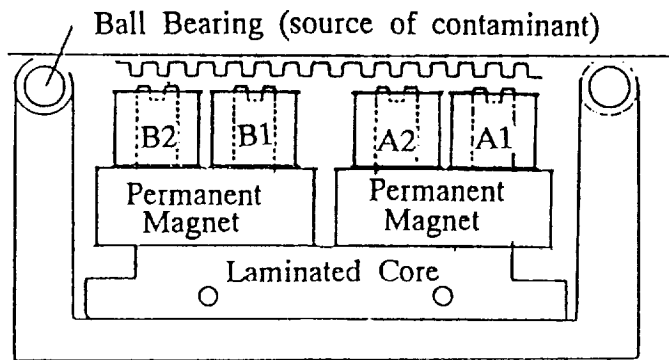 Ball Bearing (source of contaminant)
B2 B1 A2 A1
Permanent Magnet
Permanent Magnet
Laminated Core